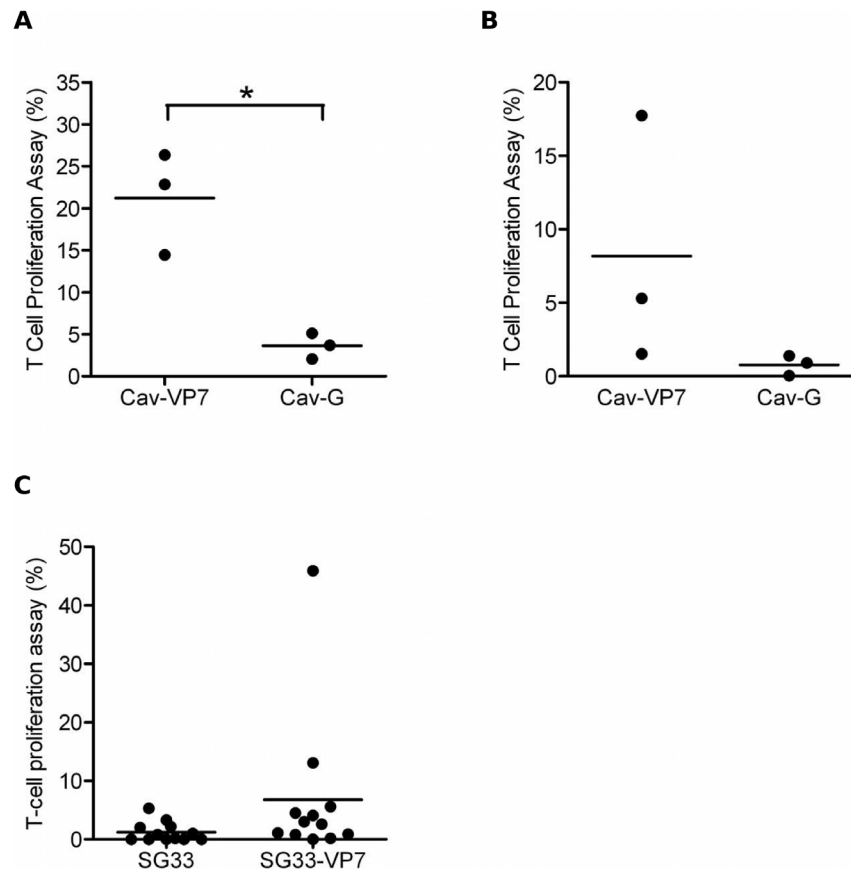 A
T Cell Proliferation Assay (%)
35
30
25
20
15
10
5
0
*
Cav-VP7 Cav-G
B
T Cell Proliferation Assay (%)
20
15
10
5
0
Cav-VP7 Cav-G
C
T-cell proliferation assay (%)
50
40
30
20
10
0
SG33 SG33-VP7